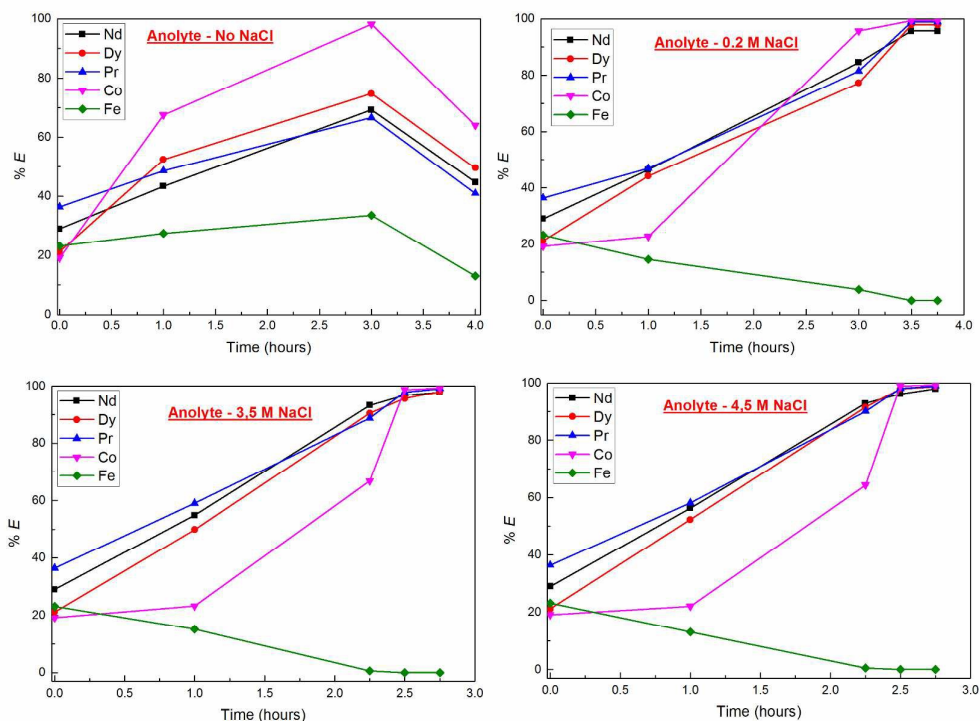 Anolyte - No NaCl
Nd
Dy
Pr
Co
Fe
% E
100
80
60
40
20
0
0.0 0.5 1.0 1.5 2.0 2.5 3.0 3.5 4.0
Time (hours)
Anolyte - 0.2 M NaCl
Nd
Dy
Pr
Co
Fe
% E
100
80
60
40
20
0
0.0 0.5 1.0 1.5 2.0 2.5 3.0 3.5 4.0
Time (hours)
Anolyte - 3,5 M NaCl
Nd
Dy
Pr
Co
Fe
% E
100
80
60
40
20
0
0.0 0.5 1.0 1.5 2.0 2.5 3.0
Time (hours)
Anolyte - 4,5 M NaCl
Nd
Dy
Pr
Co
Fe
% E
100
80
60
40
20
0
0.0 0.5 1.0 1.5 2.0 2.5 3.0
Time (hours)